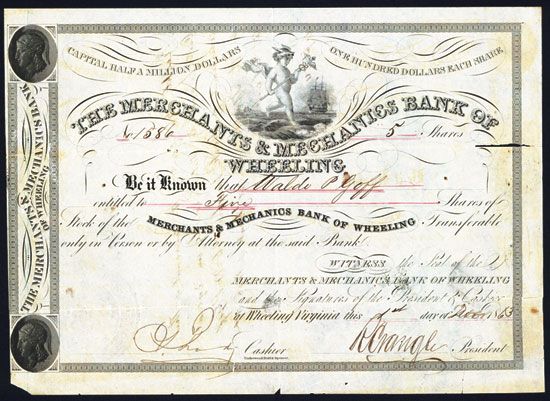 CAPITAL HALF A MILLION DOLLARS
ONE HUNDRED DOLLARS EACH SHARE
THE MERCHANTS & MECHANICS BANK OF
WHEELING
No. 1586
5 Shares
Be it Known that Waldo P Goff
entitled to Five Shares of
Stock of the MERCHANTS & MECHANICS BANK OF WHEELING Transferable
only in Person or by Attorney at the said Bank.
WITNESS the Seal of the
MERCHANTS & MECHANICS BANK OF WHEELING
and the Signatures of the President & Cashier
at Wheeling Virginia this day of
Cashier
President
THE MERCHANTS & MECHANICS BANK
OF WHEELING